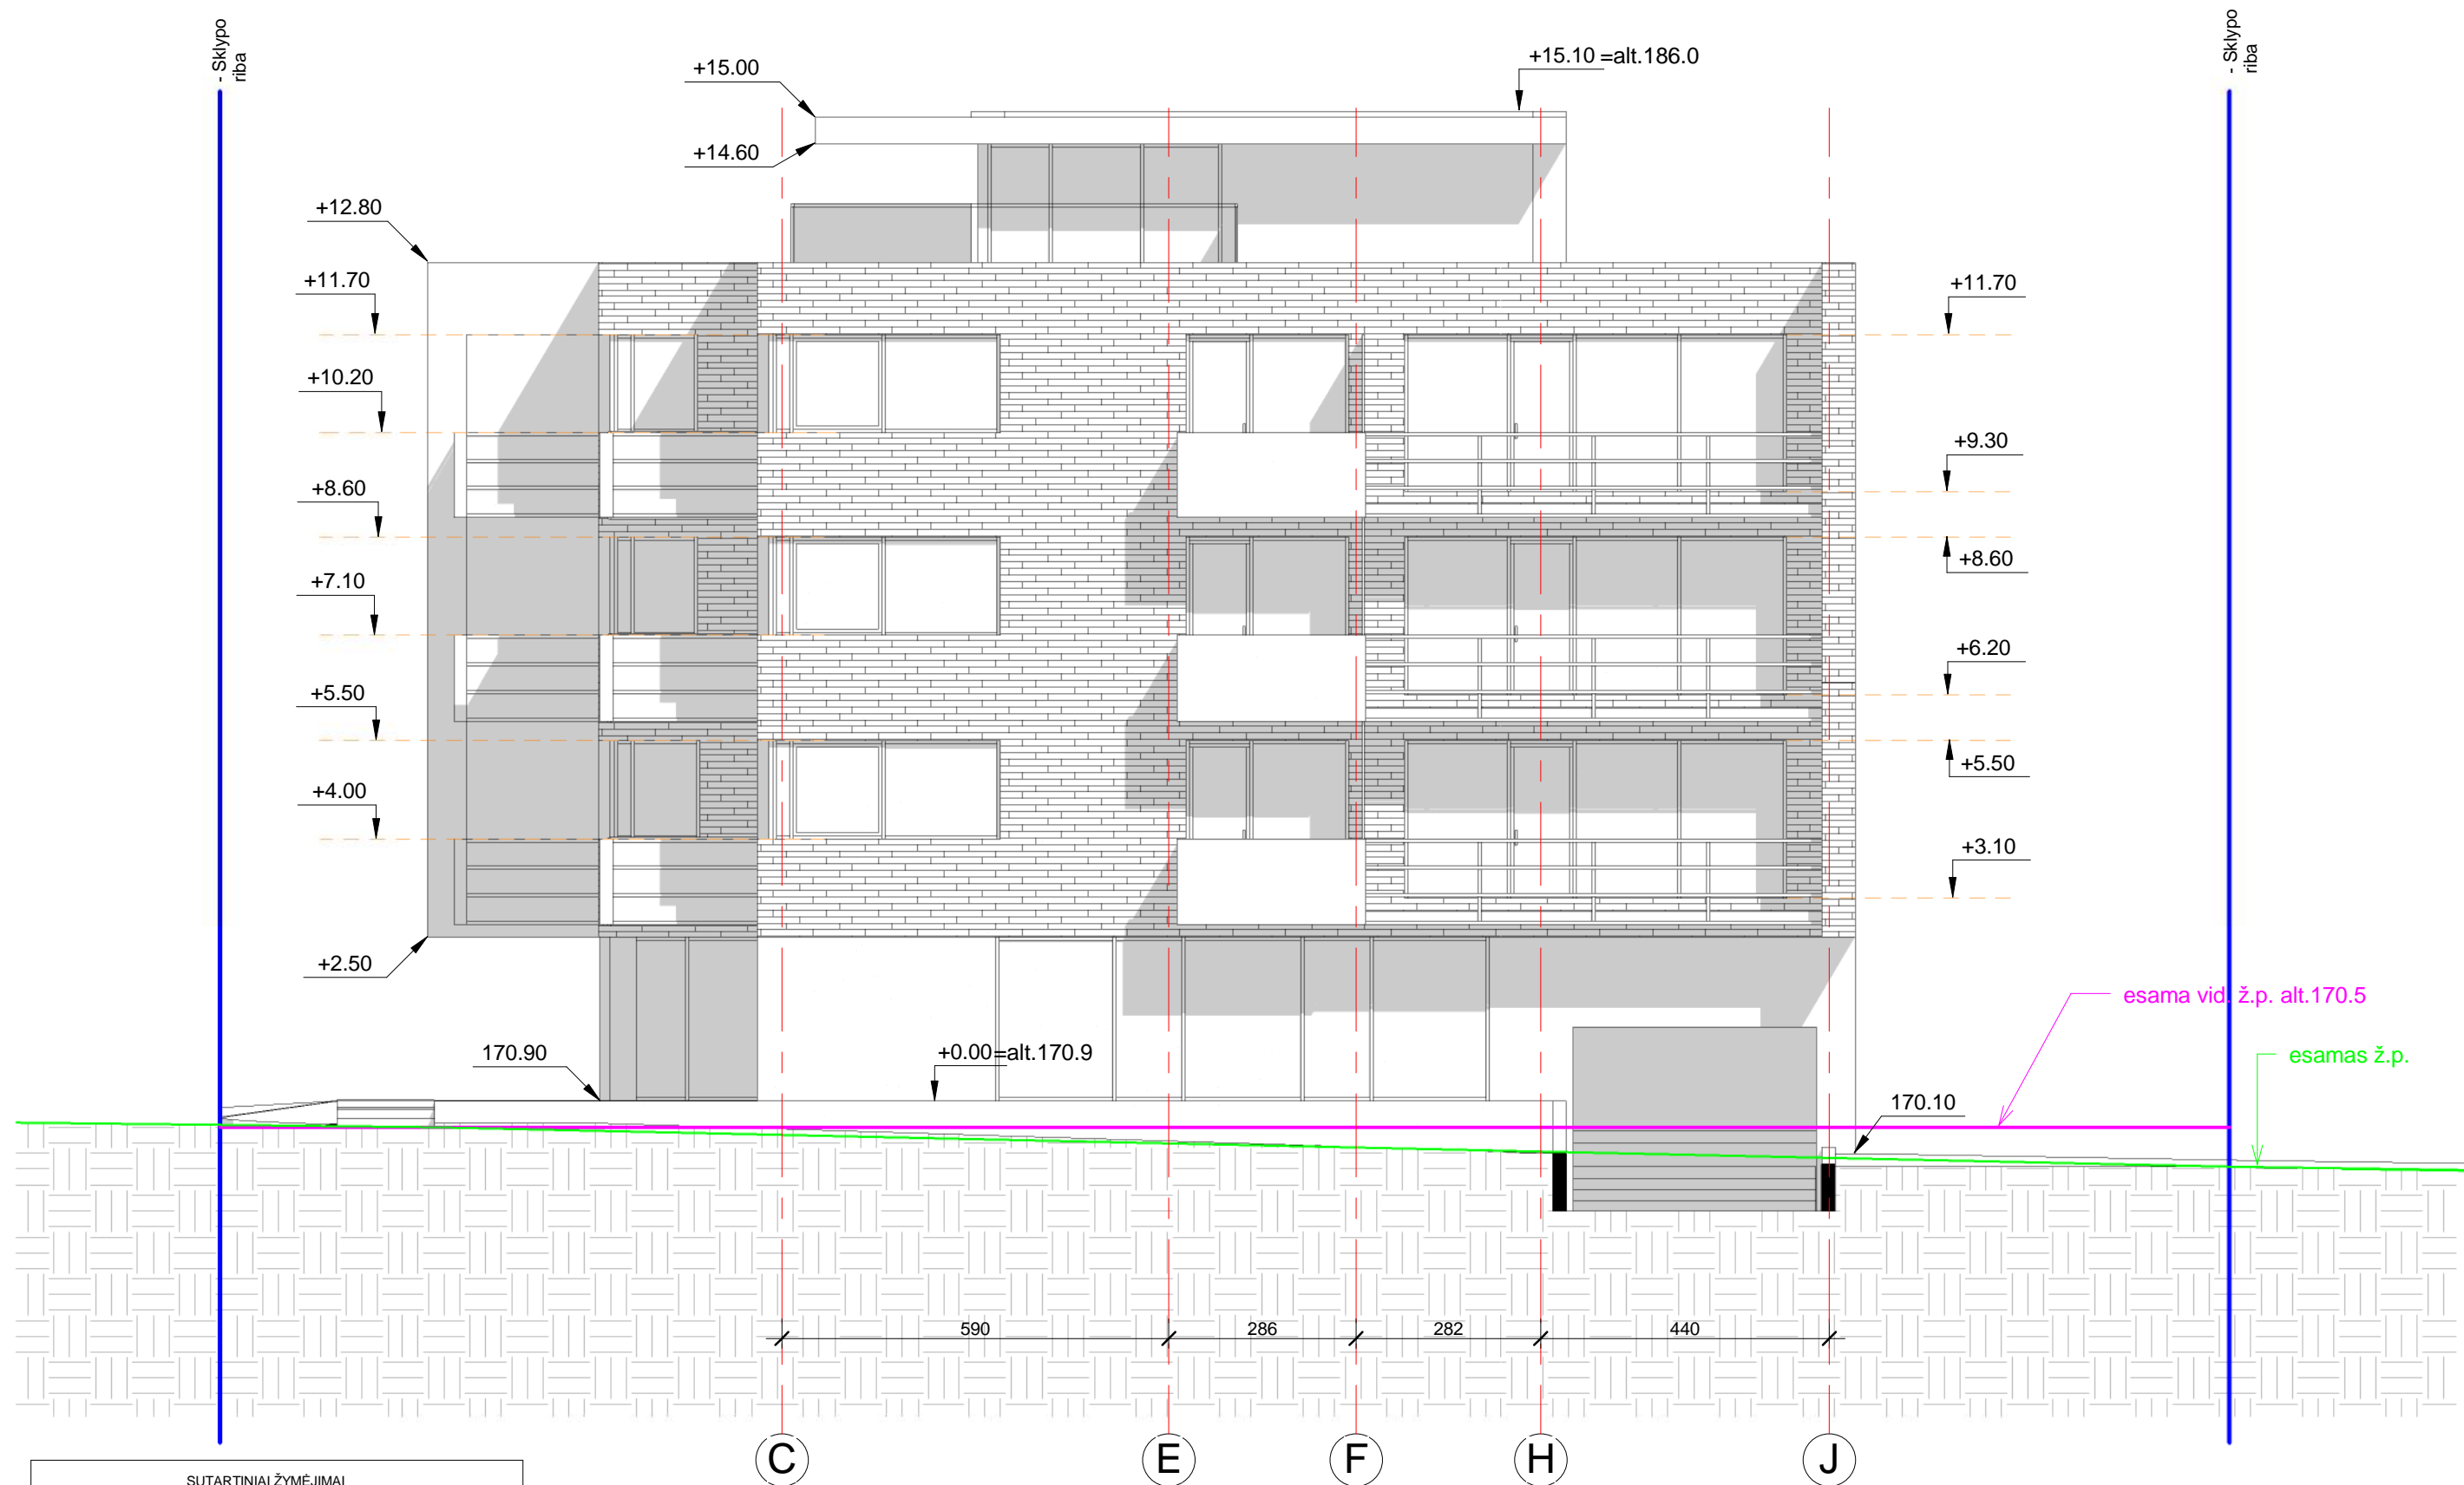 - Sklypo
riba
- Sklypo
riba
+15.00
+15.10 =alt.186.0
+14.60
+12.80
+11.70
+11.70
+10.20
+9.30
+8.60
+8.60
+7.10
+6.20
+5.50
+5.50
+4.00
+3.10
+2.50
esama vid. ž.p. alt.170.5
170.90
+0.00=alt.170.9
esamas ž.p.
170.10
590
286
282
440
C
E
F
H
J
SUTARTINIAI ŽYMĖJIMAI